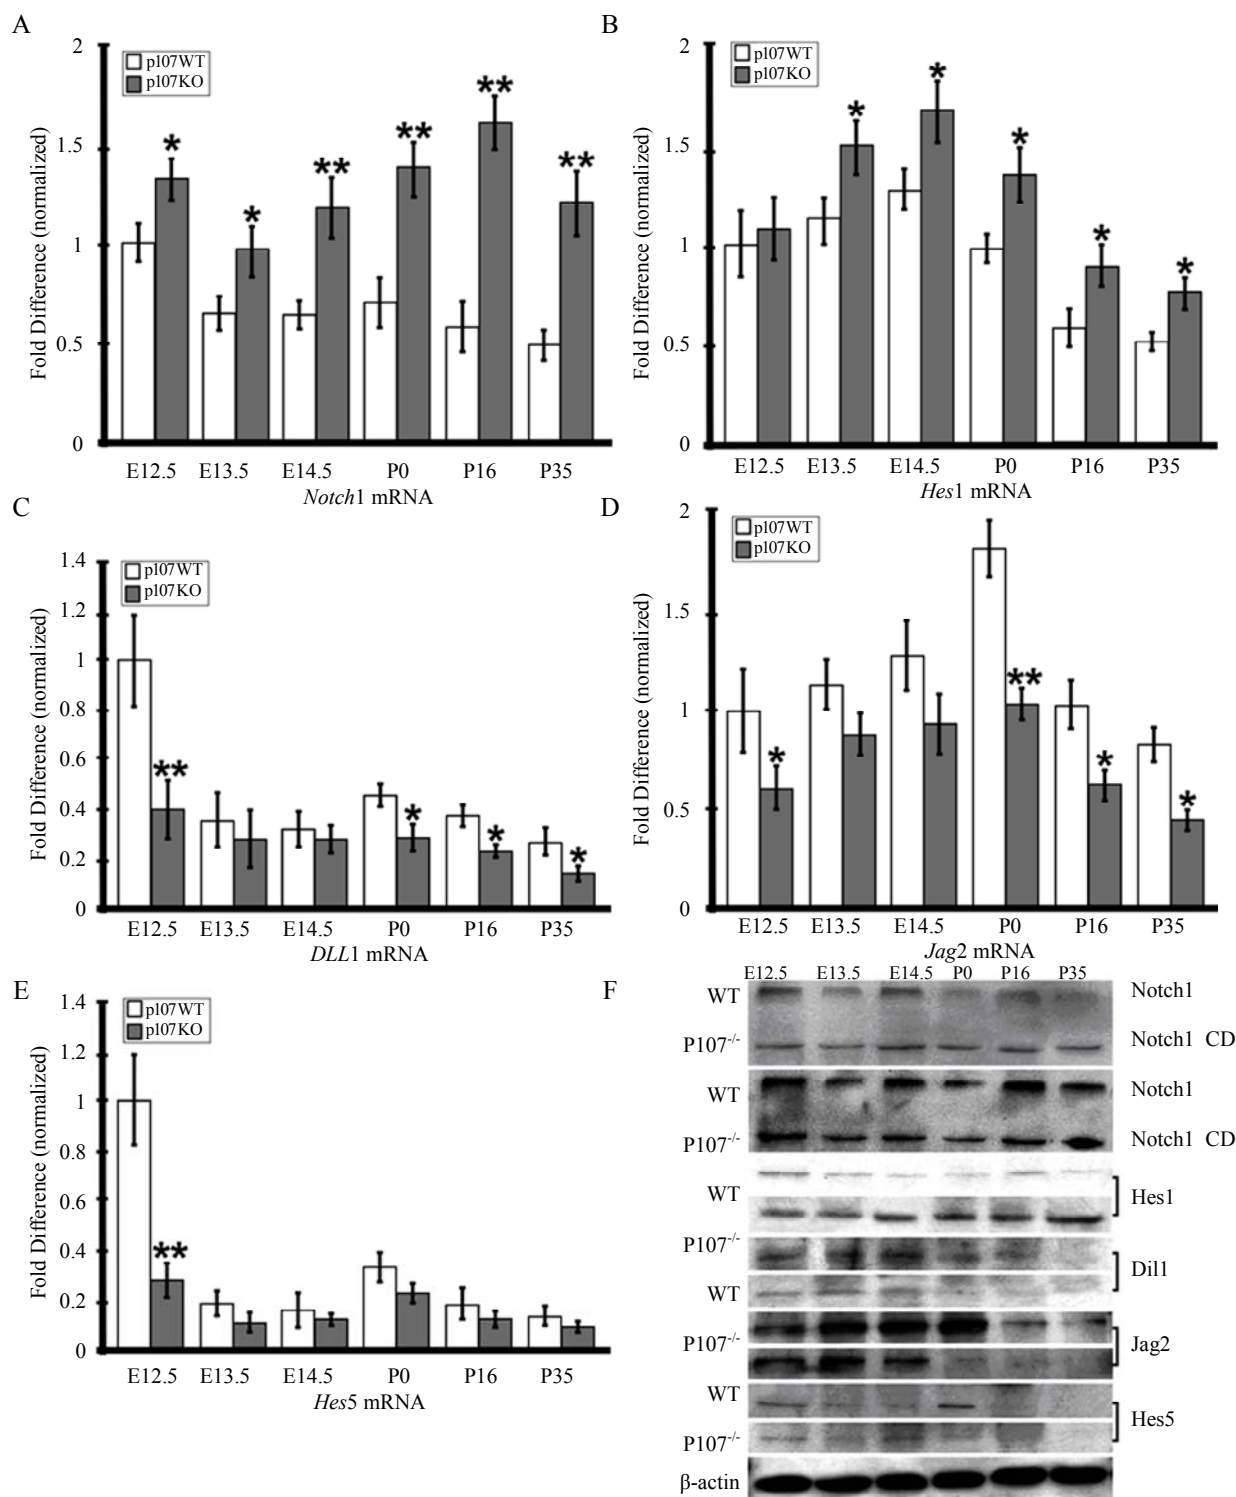 A
2
1.5
1
0.5
0
Fold Difference (normalized)
p107WT
p107KO
* * ** ** ** **
E12.5 E13.5 E14.5 P0 P16 P35
Notch1 mRNA
B
2
1.5
1
0.5
0
Fold Difference (normalized)
p107WT
p107KO
* * * * *
E12.5 E13.5 E14.5 P0 P16 P35
Hes1 mRNA
C
1.4
1.2
1
0.8
0.6
0.4
0.2
0
Fold Difference (normalized)
p107WT
p107KO
** * * *
E12.5 E13.5 E14.5 P0 P16 P35
DLL1 mRNA
D
2
1.5
1
0.5
0
Fold Difference (normalized)
p107WT
p107KO
* ** * *
E12.5 E13.5 E14.5 P0 P16 P35
Jag2 mRNA
E
1.4
1.2
1
0.8
0.6
0.4
0.2
0
Fold Difference (normalized)
p107WT
p107KO
**
E12.5 E13.5 E14.5 P0 P16 P35
Hes5 mRNA
F
E12.5 E13.5 E14.5 P0 P16 P35
WT Notch1
P107-/- Notch1 CD
WT Notch1
P107-/- Notch1 CD
WT Hes1
P107-/-
WT Dil1
P107-/- Jag2
WT Hes5
P107-/-
β-actin